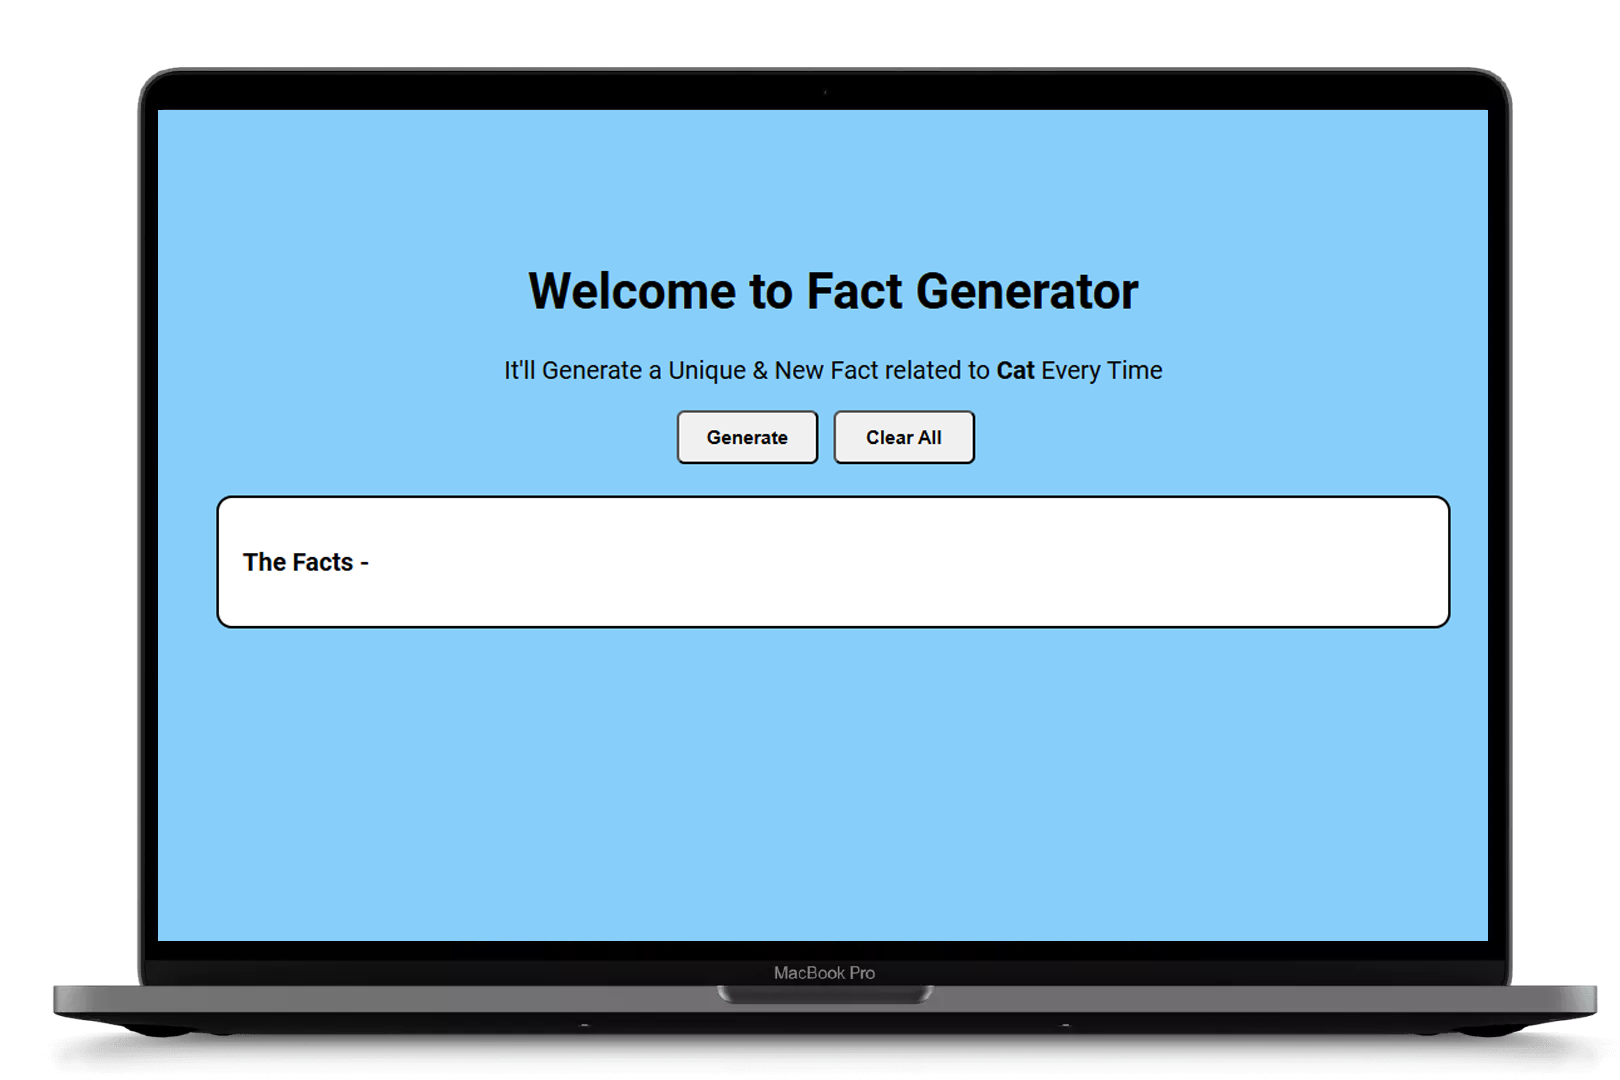 Welcome to Fact Generator
It'll Generate a Unique & New Fact related to Cat Every Time
Generate Clear All
The Facts -
MacBook Pro